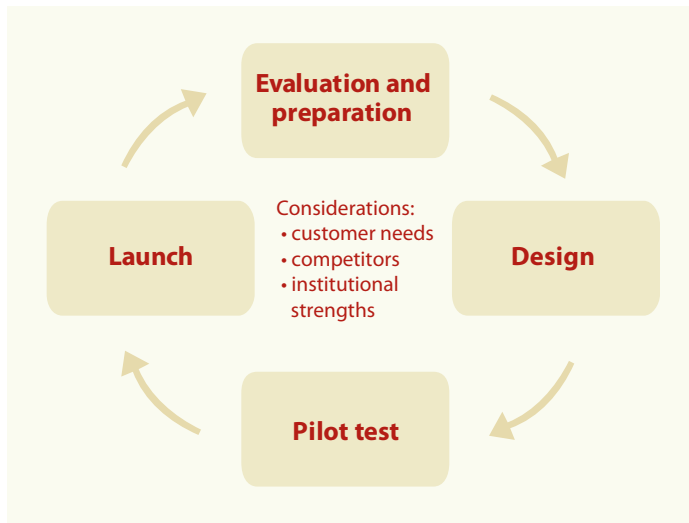 Evaluation and
preparation
Considerations:
• customer needs
• competitors
• institutional
strengths
Launch
Design
Pilot test